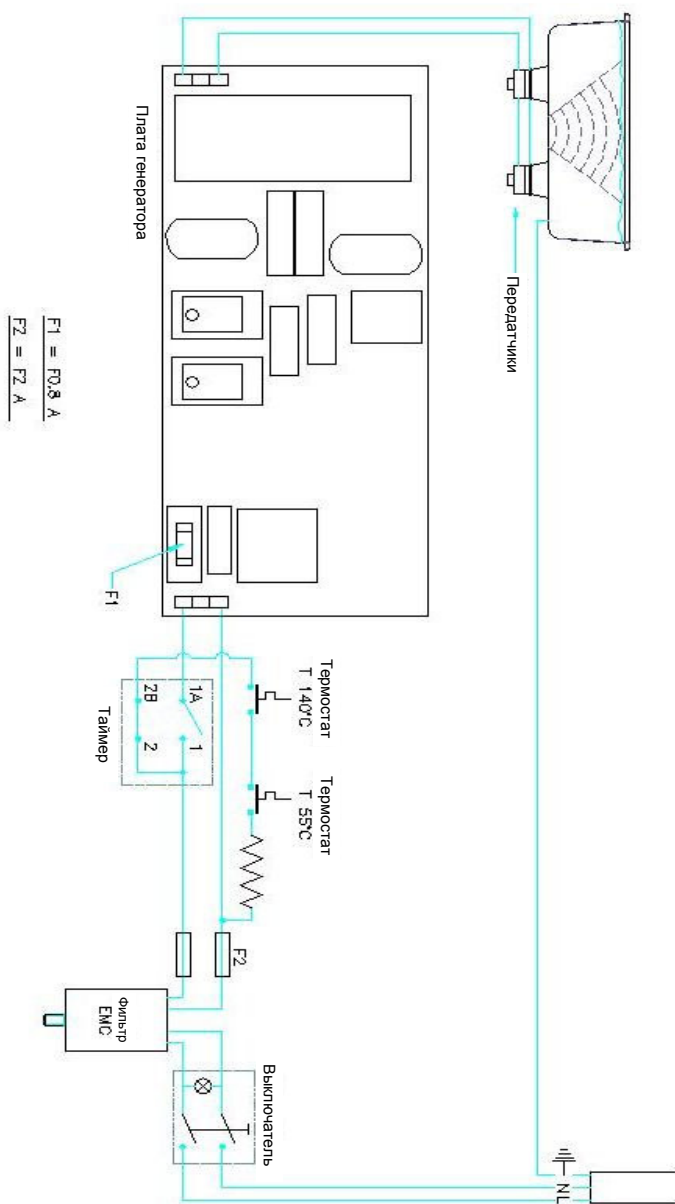 Передатчики
Плата генератора
F1
F1 = F0,8 A
F2 = F2 A
Термостат
T 140°C
Термостат
T 55°C
1A
1
2B
2
Таймер
F2
Фильтр
EMC
Выключатель
N
L